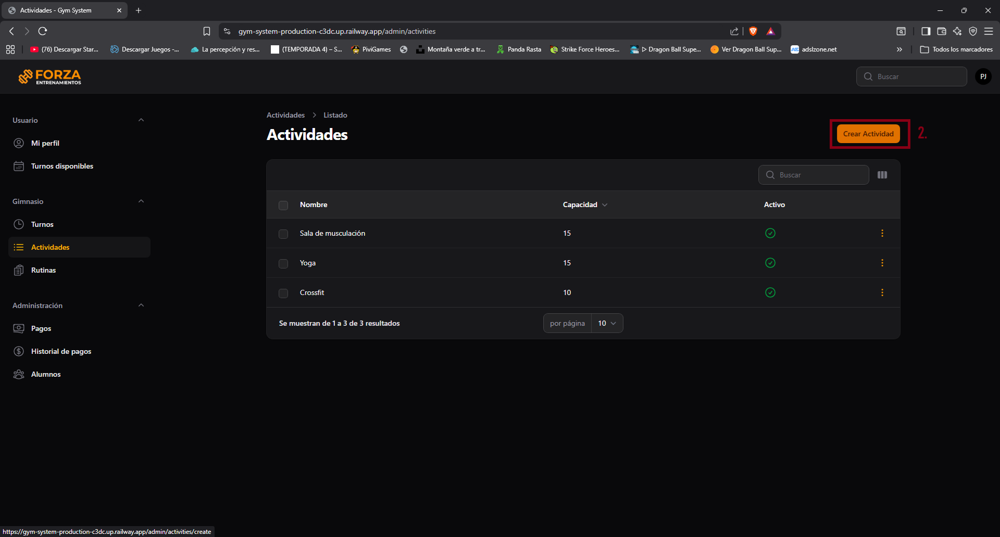 Actividades - Gym System
gym-system-production-c3dc.up.railway.app/admin/activities
(76) Descargar Star...
Descargar Juegos -...
La percepción y res...
(TEMPORADA 4) – S...
PiviGames
Montaña verde a tr...
Panda Rasta
Strike Force Heroes...
ᐅ Dragon Ball Supe...
Ver Dragon Ball Sup...
adslzone.net
Todos los marcadores
FORZA
ENTRENAMIENTOS
Buscar
PJ
Usuario
Mi perfil
Turnos disponibles
Gimnasio
Turnos
Actividades
Rutinas
Administración
Pagos
Historial de pagos
Alumnos
Actividades > Listado
Actividades
Crear Actividad
2.
Buscar
Nombre Capacidad Activo
Sala de musculación 15
Yoga 15
Crossfit 10
Se muestran de 1 a 3 de 3 resultados
por página 10
https://gym-system-production-c3dc.up.railway.app/admin/activities/create